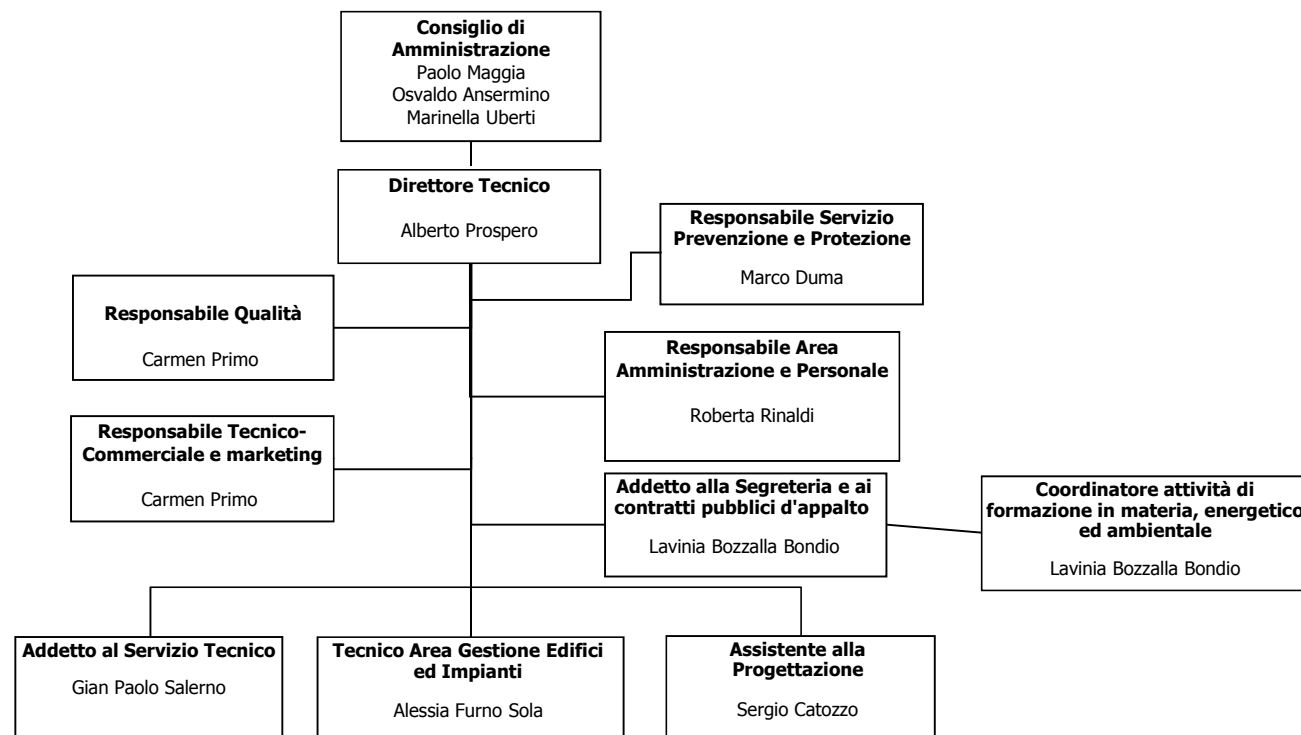 Consiglio di
Amministrazione
Paolo Maggia
Osvaldo Ansermino
Marinella Uberti
Direttore Tecnico
Alberto Prospero
Responsabile Servizio
Prevenzione e Protezione
Marco Duma
Responsabile Qualità
Carmen Primo
Responsabile Area
Amministrazione e Personale
Roberta Rinaldi
Responsabile Tecnico-
Commerciale e marketing
Carmen Primo
Addetto alla Segreteria e ai
contratti pubblici d'appalto
Lavinia Bozzalla Bondio
Coordinatore attività di
formazione in materia, energetico
ed ambientale
Lavinia Bozzalla Bondio
Addetto al Servizio Tecnico
Gian Paolo Salerno
Tecnico Area Gestione Edifici
ed Impianti
Alessia Furno Sola
Assistente alla
Progettazione
Sergio Catozzo